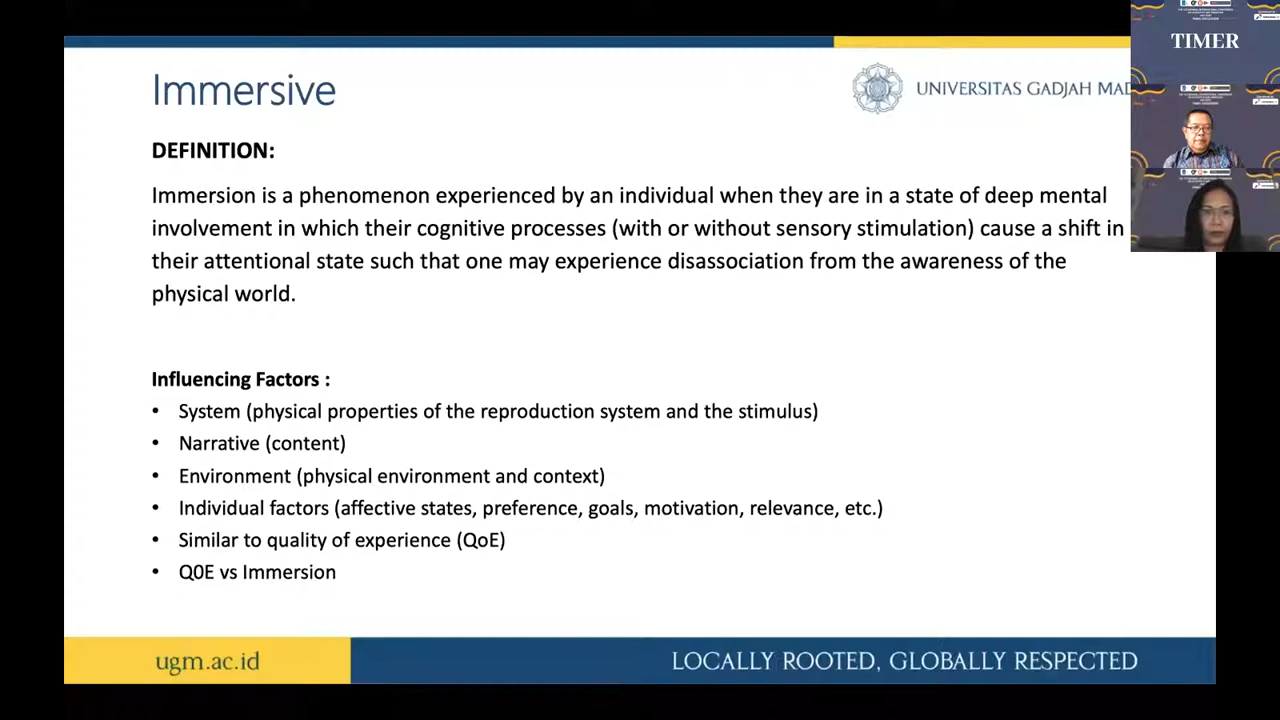 Immersive
UNIVERSITAS GADJAH MAD
TIMER
DEFINITION:
Immersion is a phenomenon experienced by an individual when they are in a state of deep mental
involvement in which their cognitive processes (with or without sensory stimulation) cause a shift in
their attentional state such that one may experience disassociation from the awareness of the
physical world.
Influencing Factors :
• System (physical properties of the reproduction system and the stimulus)
• Narrative (content)
• Environment (physical environment and context)
• Individual factors (affective states, preference, goals, motivation, relevance, etc.)
• Similar to quality of experience (QoE)
• Q0E vs Immersion
ugm.ac.id
LOCALLY ROOTED, GLOBALLY RESPECTED